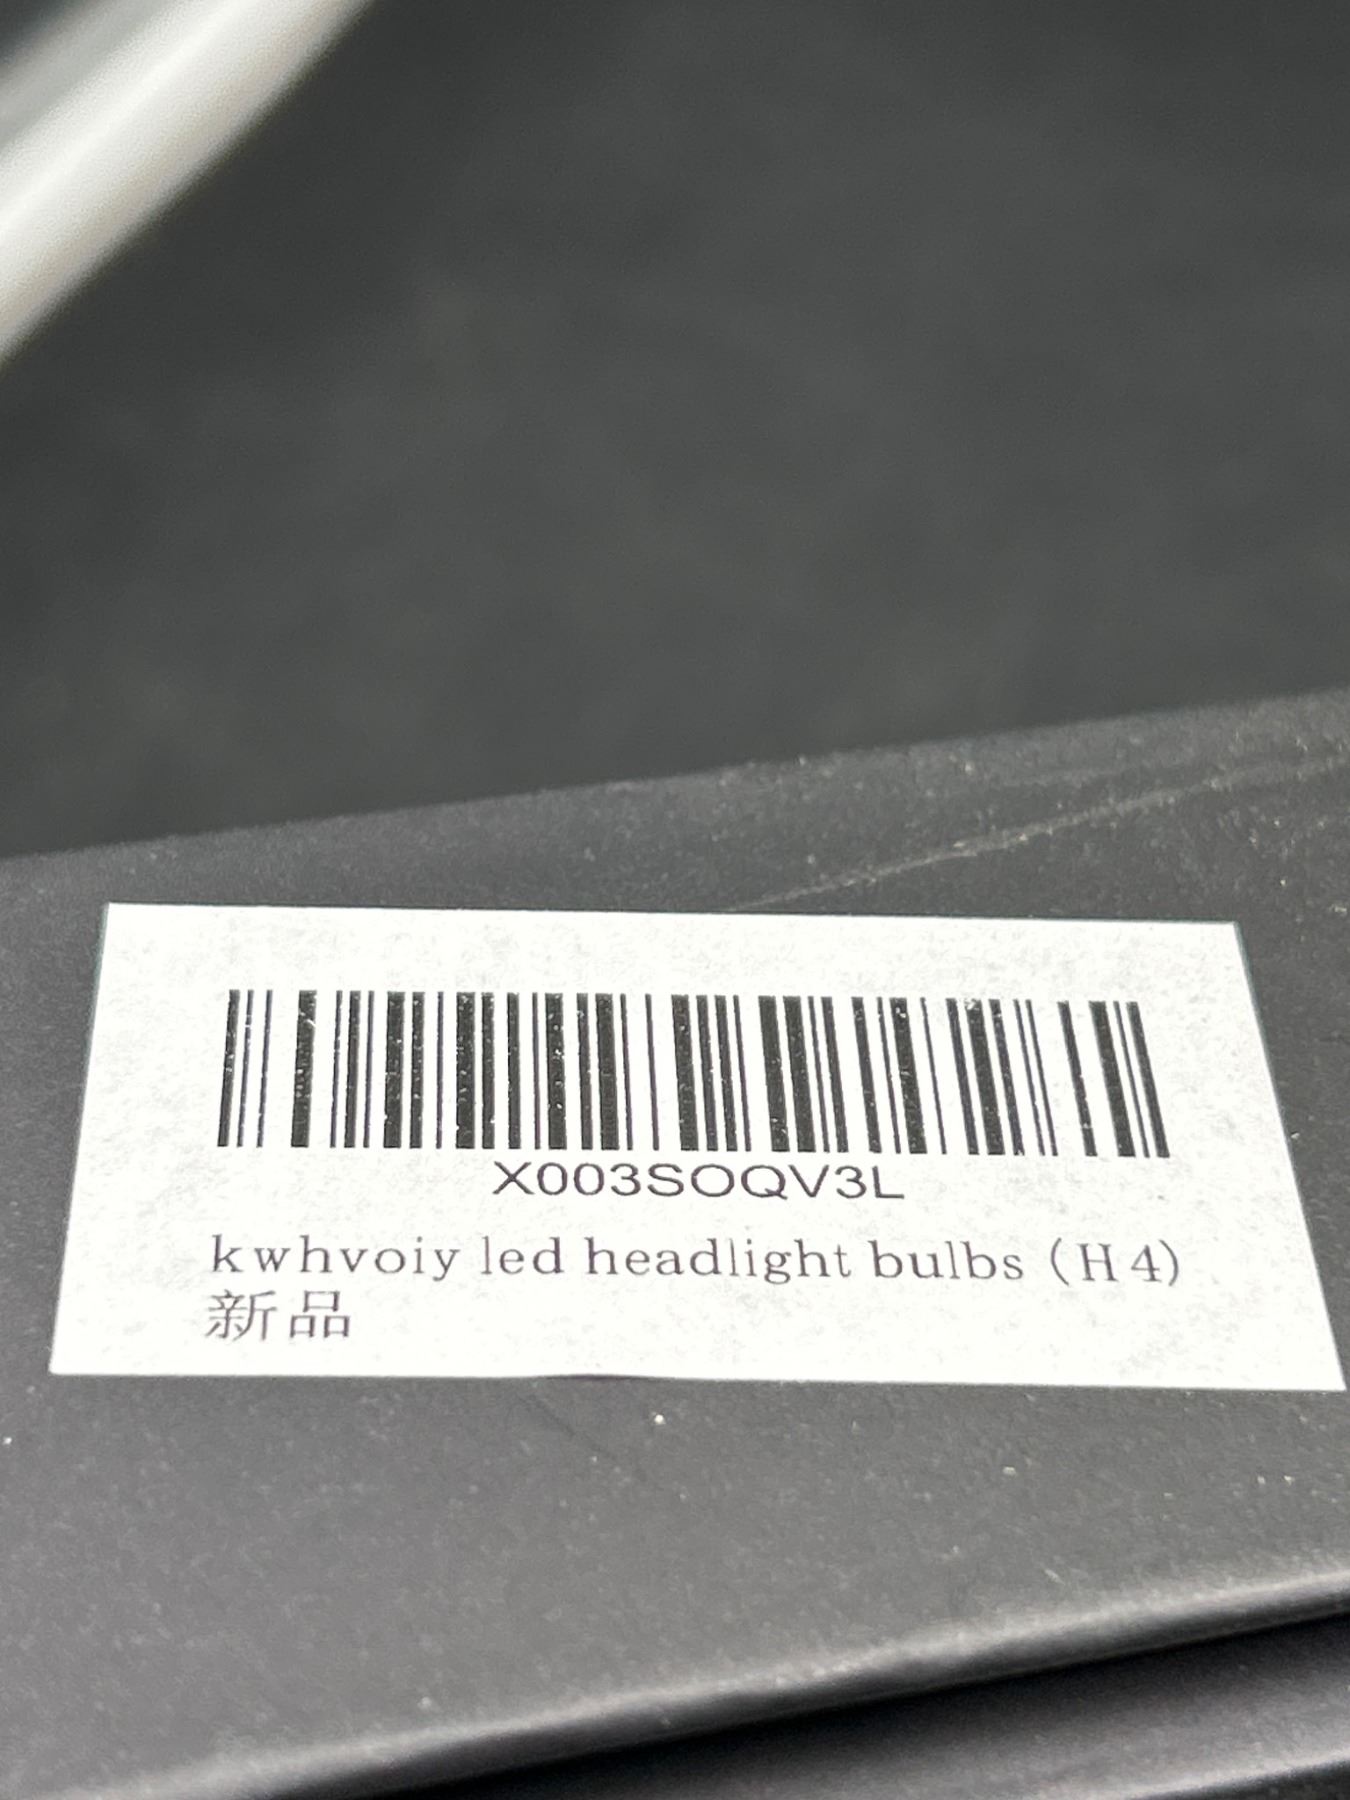 X003SOQV3L
kwhvoiy led headlight bulbs (H4)
新品